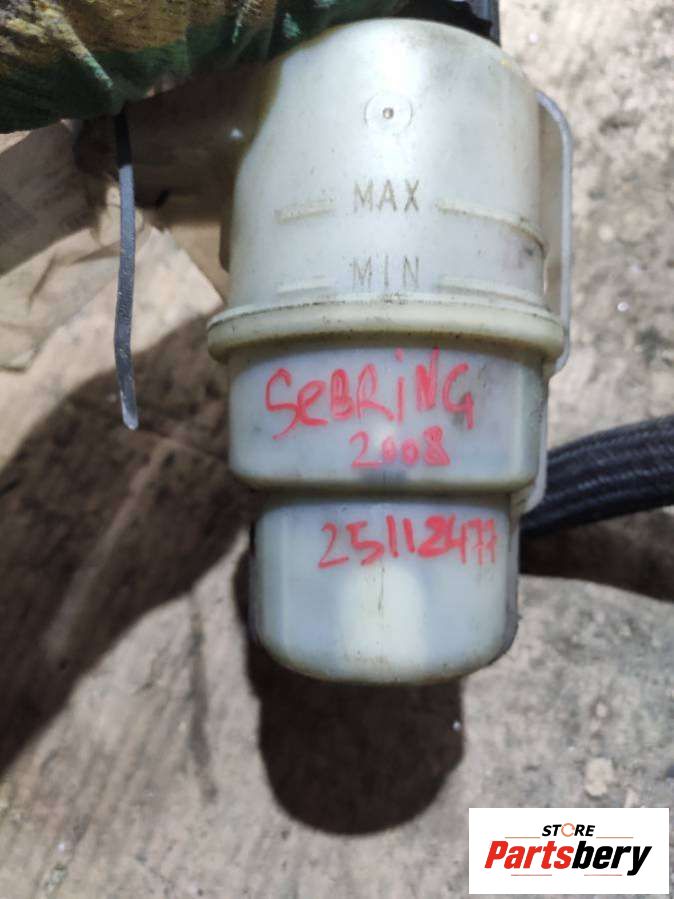 MAX
MIN
SEBRiNG
2008
25112477
STORE
Partsbery